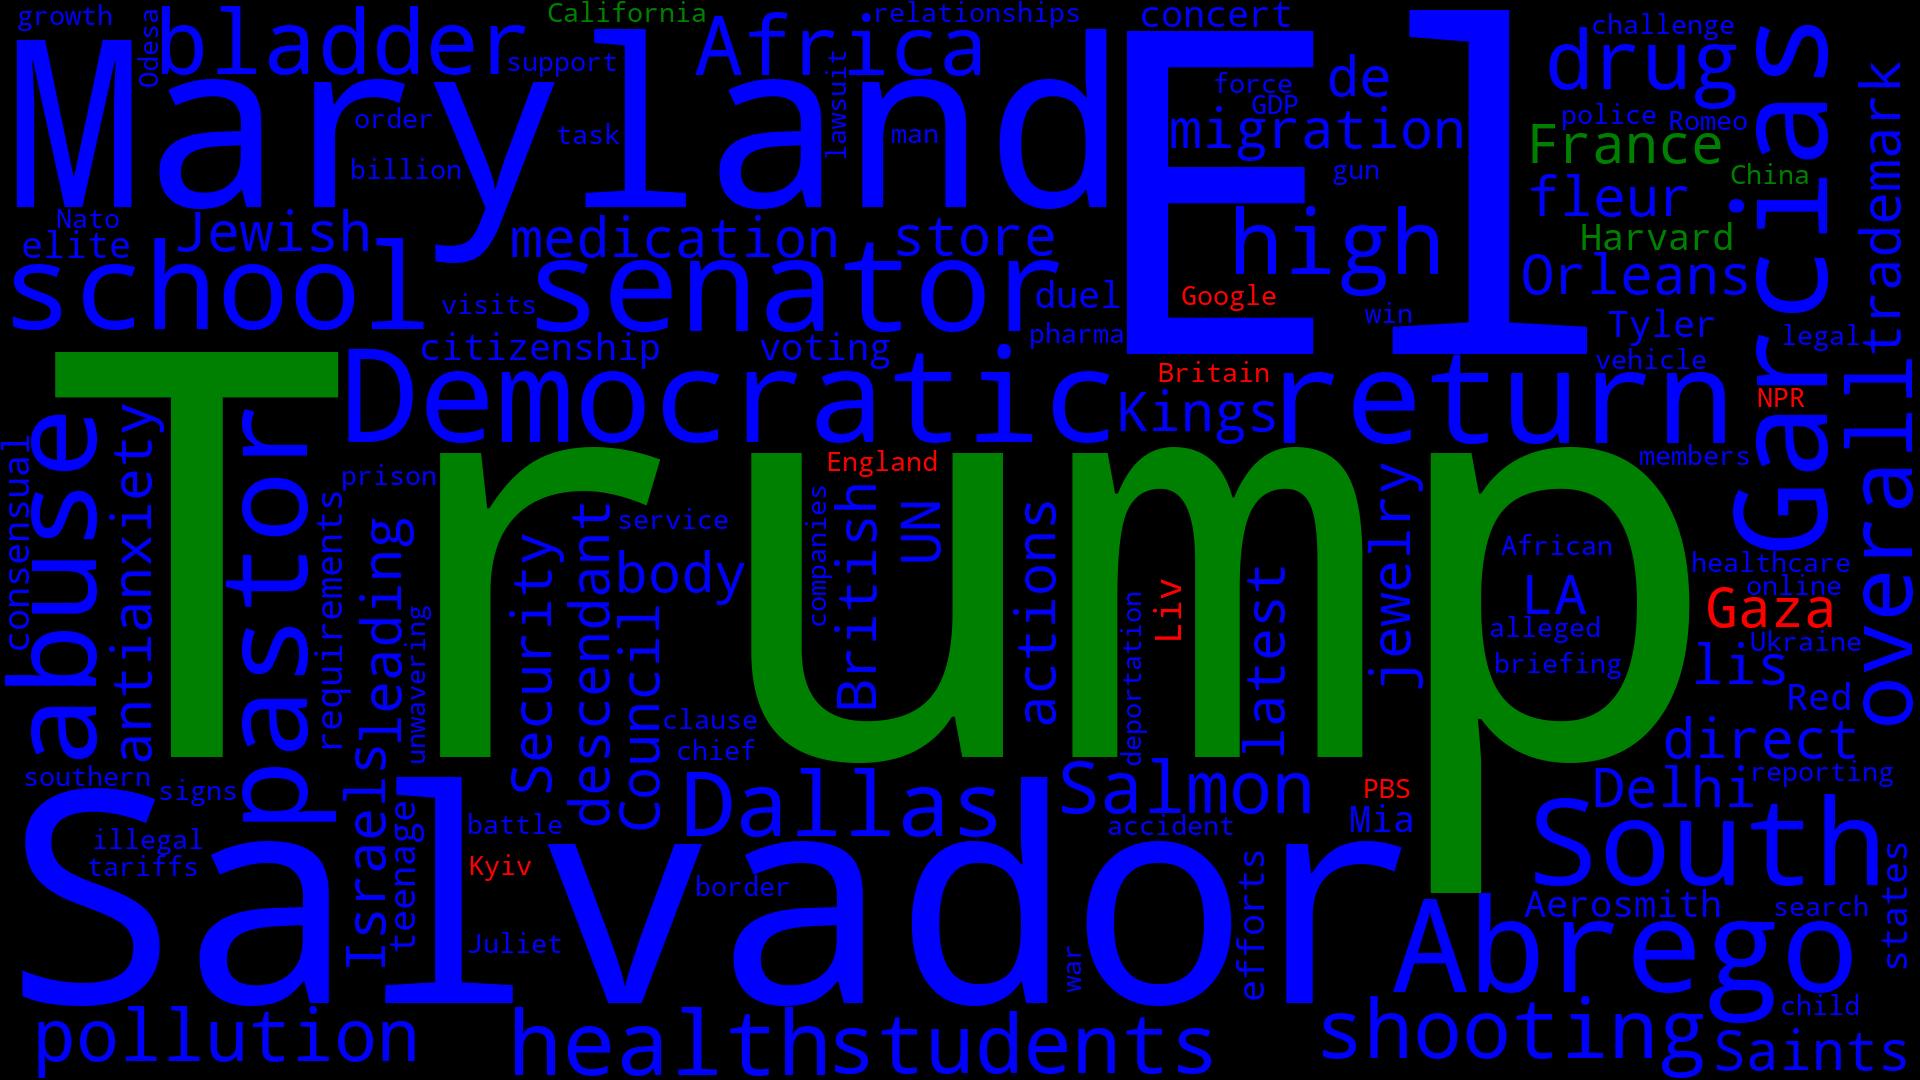 growth
Odesa
bladder
California
Africa
relationships
concert
challenge
Maryland
support
lawsuit
order
task
man
billion
El
force
GDP
de
migration
gun
high
Google
win
drug
police
Romeo
France
China
fleur
Harvard
Orleans
Tyler
legal
vehicle
Garcias
trademark
Nato
elite
Jewish
medication
store
school
visits
senator
duel
pharma
citizenship
voting
Trump
Democratic
Britain
Kings
return
NPR
overall
consensual
abuse
antianxiety
pastor
prison
requirements
leading
unwavering
England
members
Security
descendant
service
body
Council
clause
chief
companies
British
UN
actions
deportation
Liv
latest
jewelry
African
LA
alleged
briefing
healthcare
online
Gaza
Ukraine
lis
Red
direct
southern
signs
Israels
teenage
illegal
tariffs
Salvador
battle
Kyiv
Juliet
Dallas
border
Salmon
accident
PBS
Mia
war
efforts
Delhi
reporting
South
Aerosmith
search
states
Abrego
child
pollution
health
students
shooting
Saints